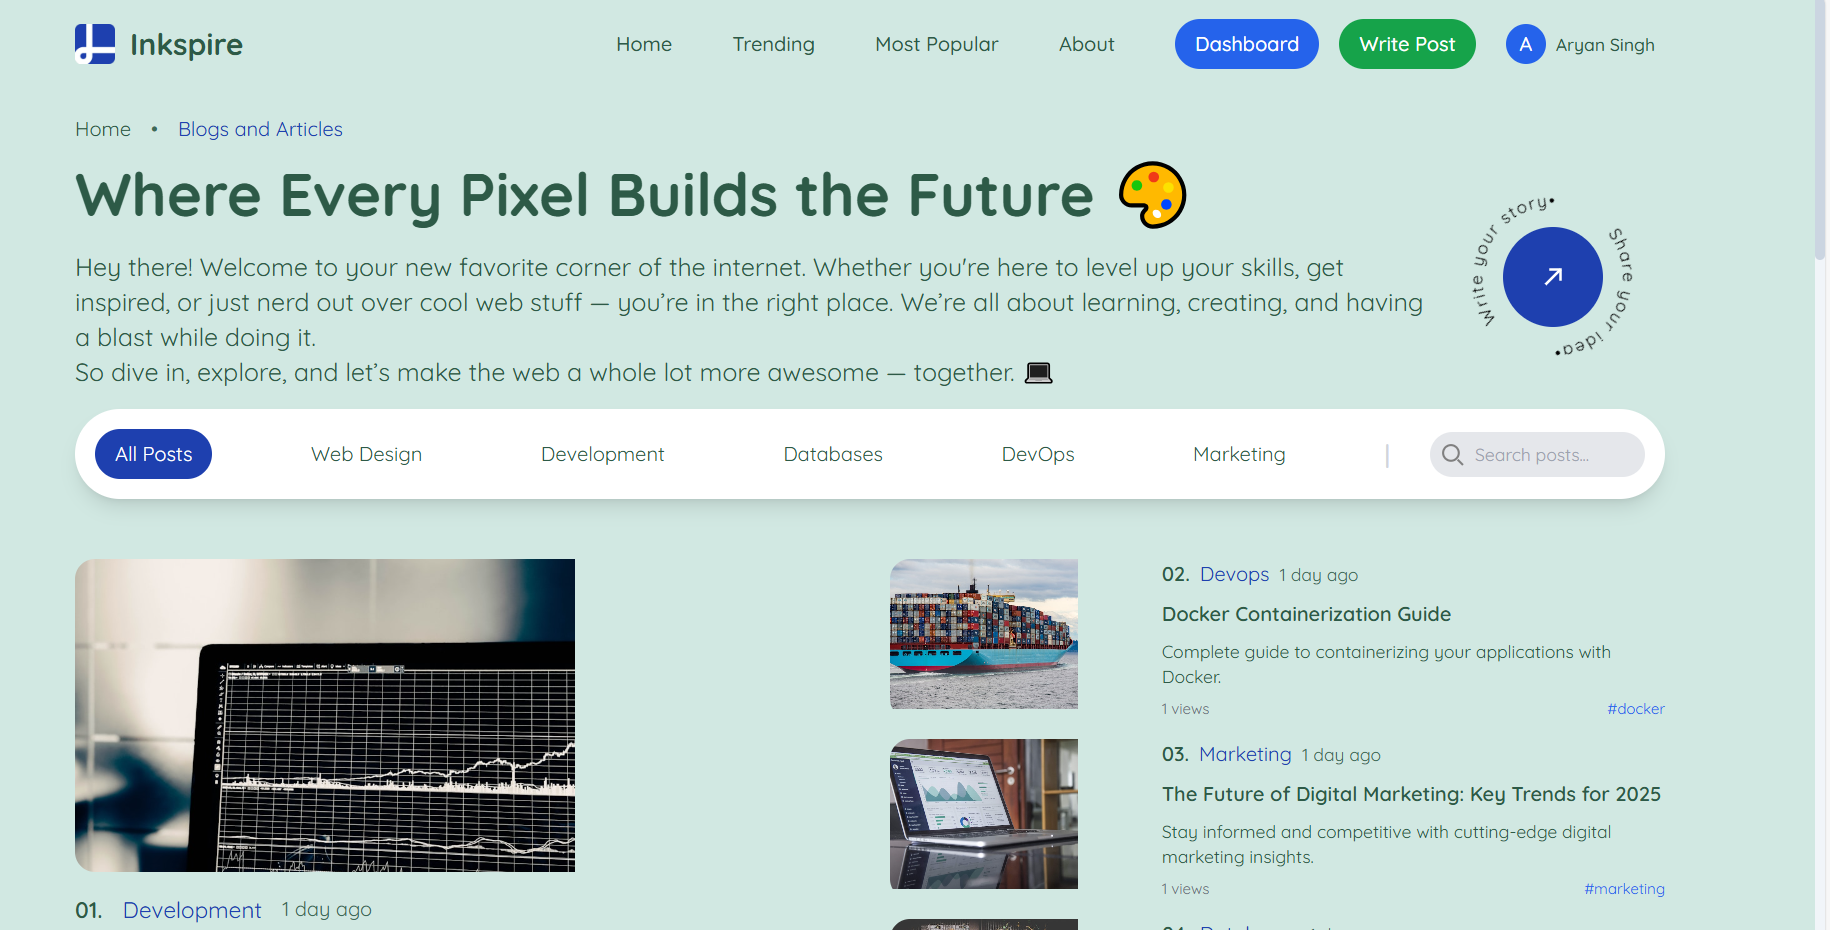 Inkspire
Home
Trending
Most Popular
About
Dashboard
Write Post
A
Aryan Singh
Home • Blogs and Articles
Where Every Pixel Builds the Future 🎨
Hey there! Welcome to your new favorite corner of the internet. Whether you're here to level up your skills, get
inspired, or just nerd out over cool web stuff — you’re in the right place. We’re all about learning, creating, and having
a blast while doing it.
So dive in, explore, and let’s make the web a whole lot more awesome — together. 💻
Write your story•
Share your idea•
All Posts
Web Design
Development
Databases
DevOps
Marketing
|
Search posts...
01. Development 1 day ago
02. Devops 1 day ago
Docker Containerization Guide
Complete guide to containerizing your applications with
Docker.
1 views
#docker
03. Marketing 1 day ago
The Future of Digital Marketing: Key Trends for 2025
Stay informed and competitive with cutting-edge digital
marketing insights.
1 views
#marketing